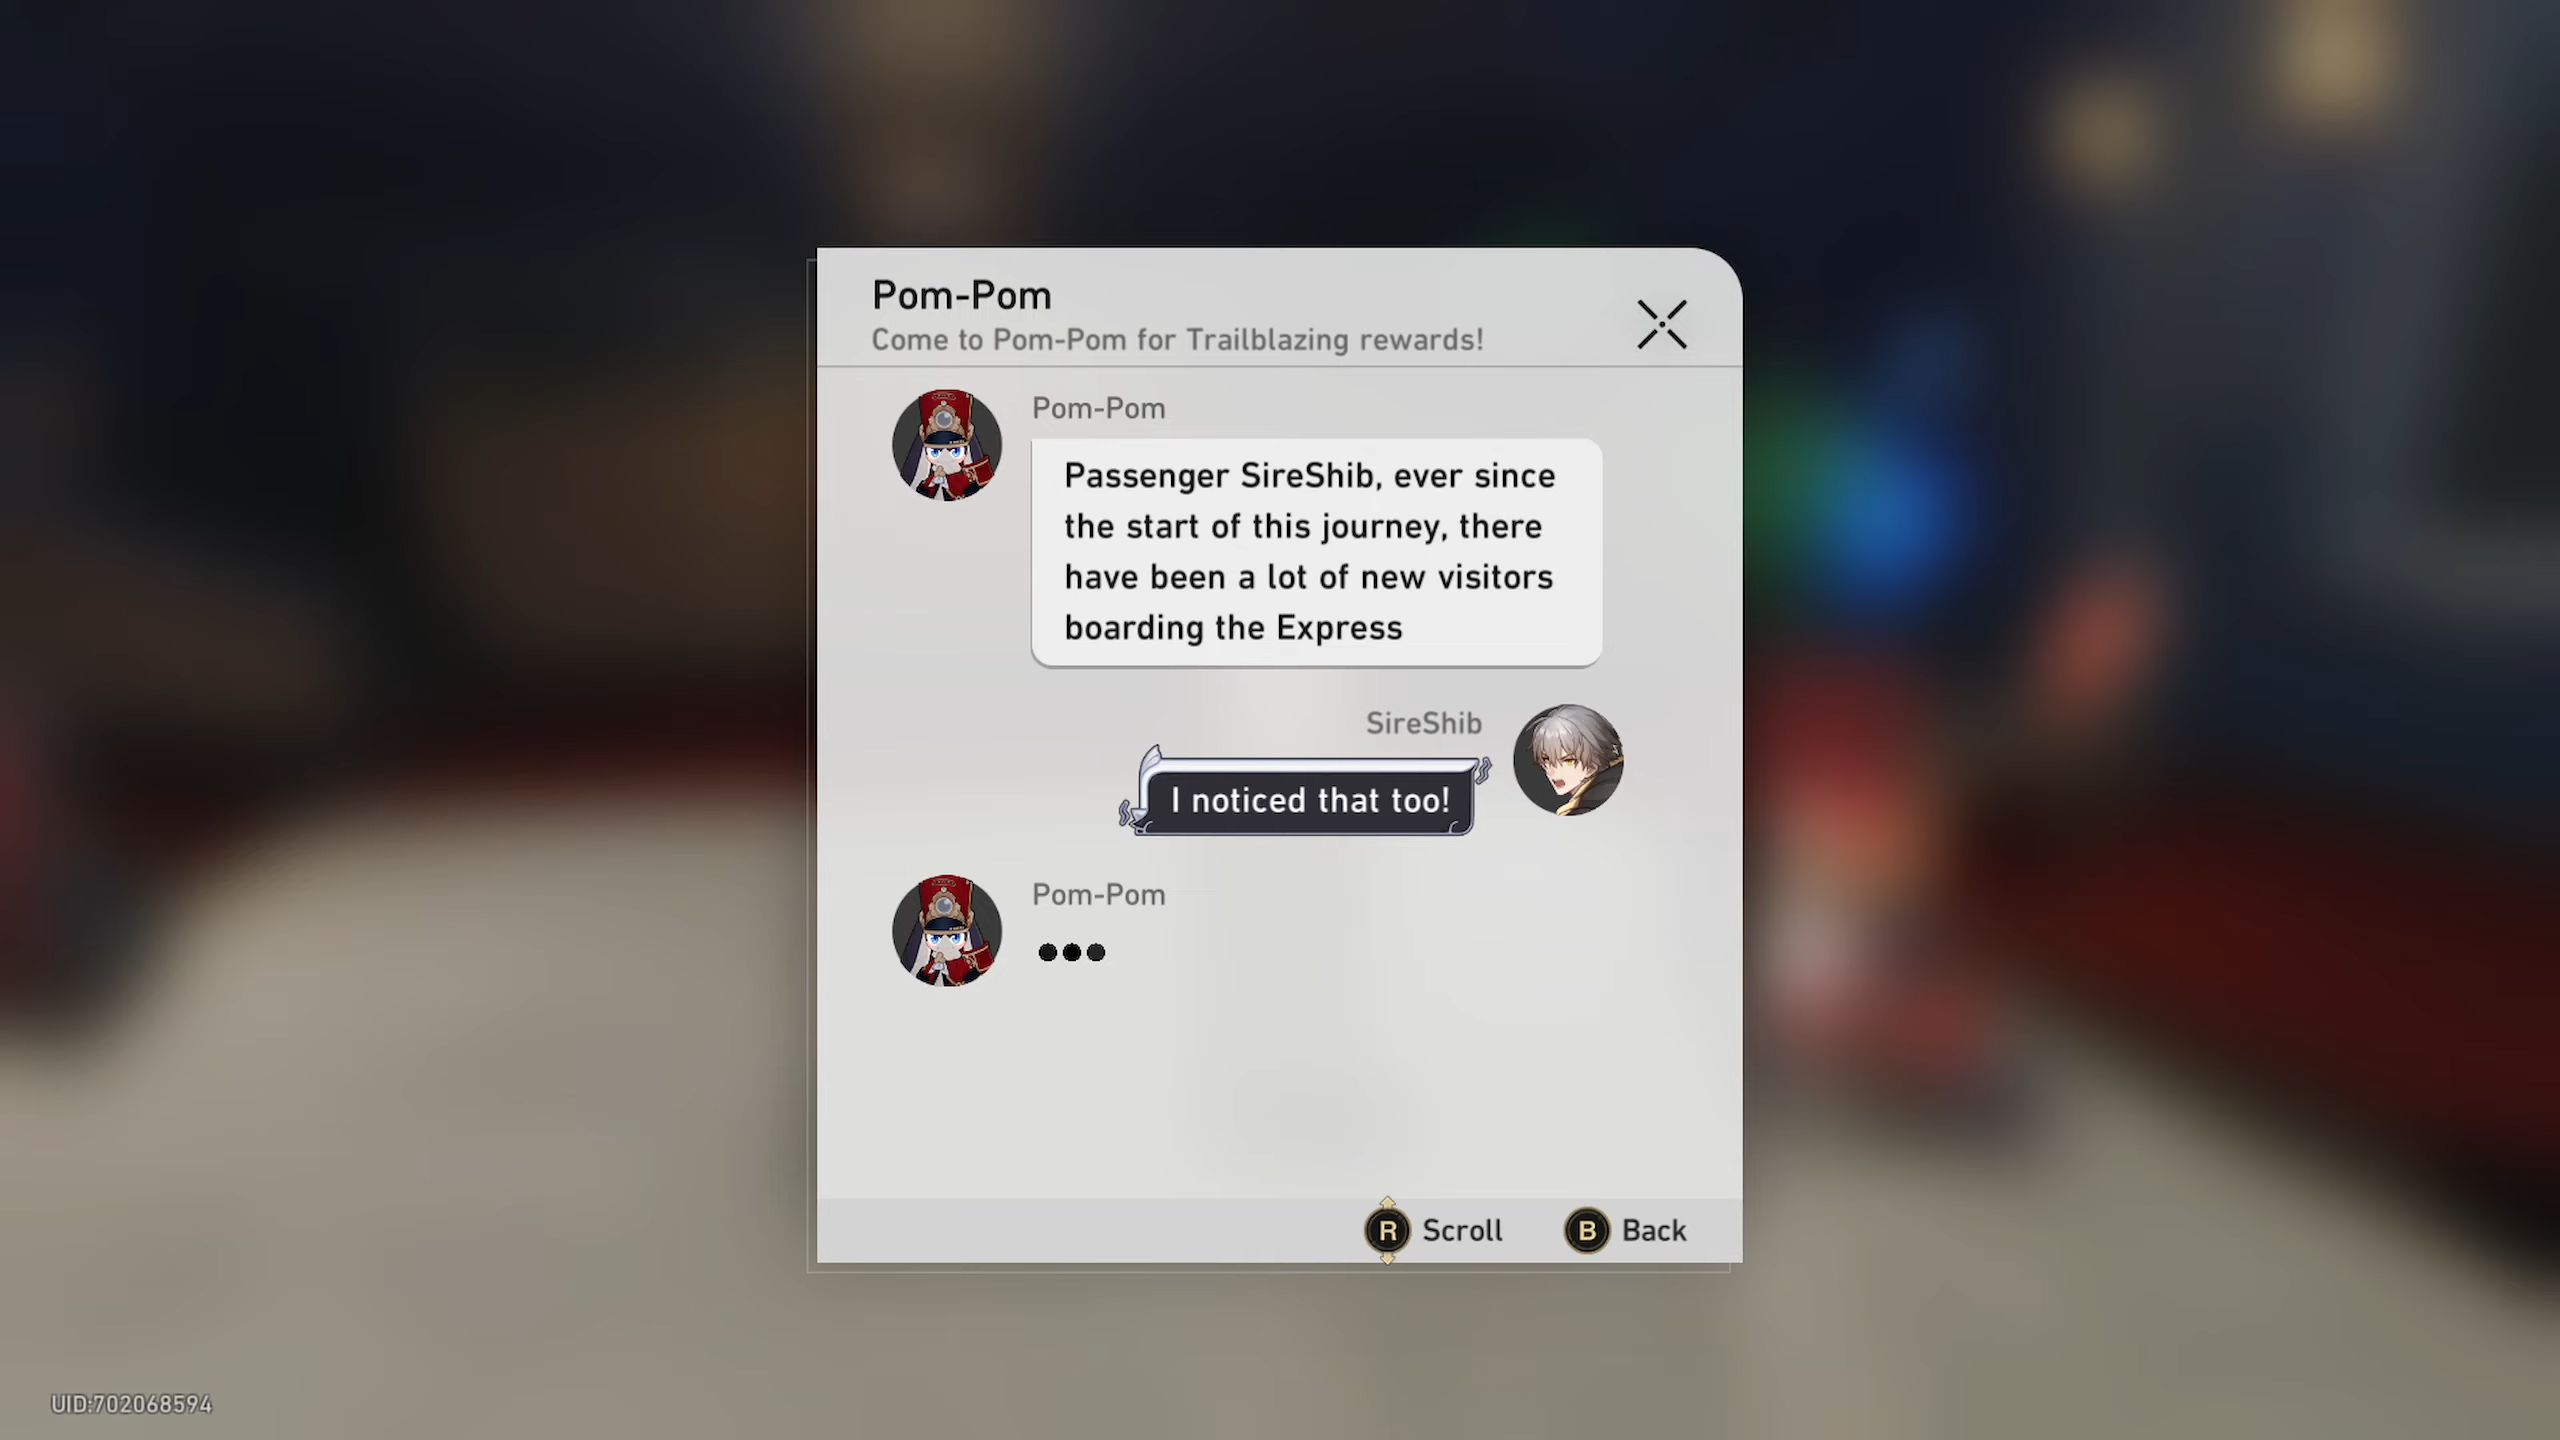 Pom-Pom
Come to Pom-Pom for Trailblazing rewards!
Pom-Pom
Passenger SireShib, ever since
the start of this journey, there
have been a lot of new visitors
boarding the Express
SireShib
I noticed that too!
Pom-Pom
R Scroll
B Back
UID:702068594